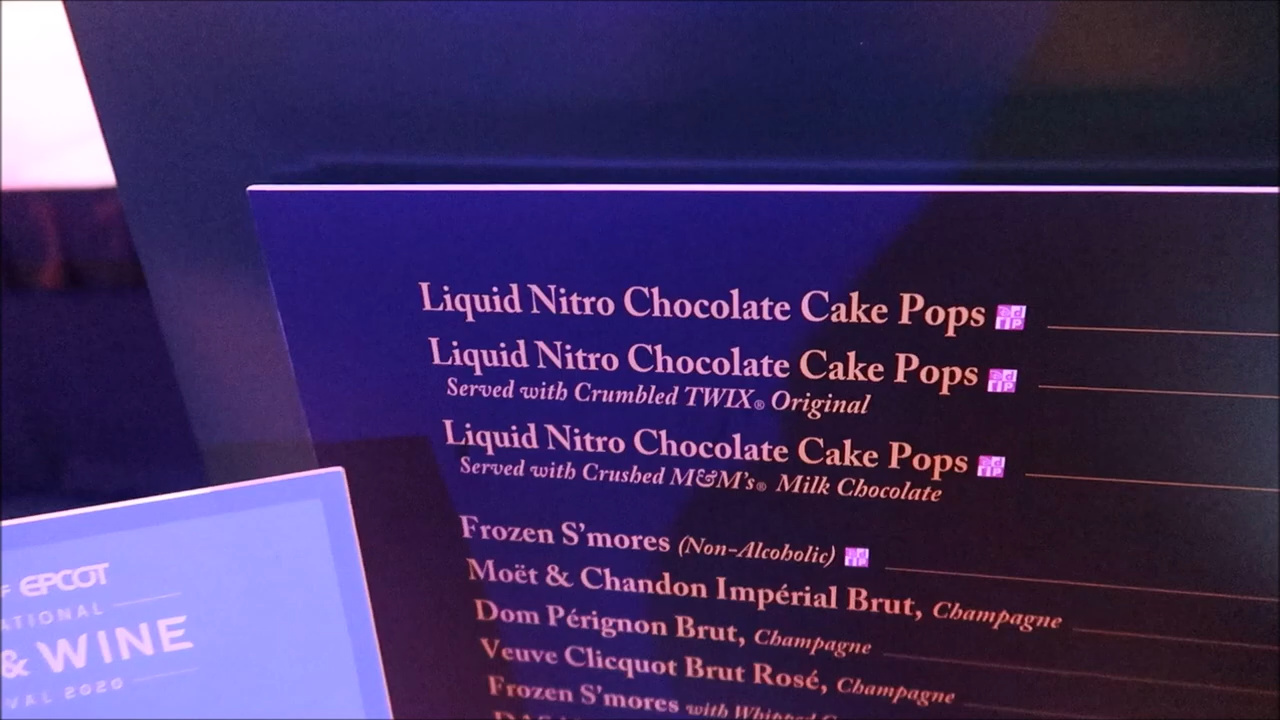 Liquid Nitro Chocolate Cake Pops
Liquid Nitro Chocolate Cake Pops
Served with Crumbled TWIX® Original
Liquid Nitro Chocolate Cake Pops
Served with Crushed M&M's® Milk Chocolate
Frozen S'mores (Non-Alcoholic)
Moët & Chandon Impérial Brut, Champagne
Dom Pérignon Brut, Champagne
Veuve Clicquot Brut Rosé, Champagne
Frozen S'mores with
EPCOT
& WINE
2020